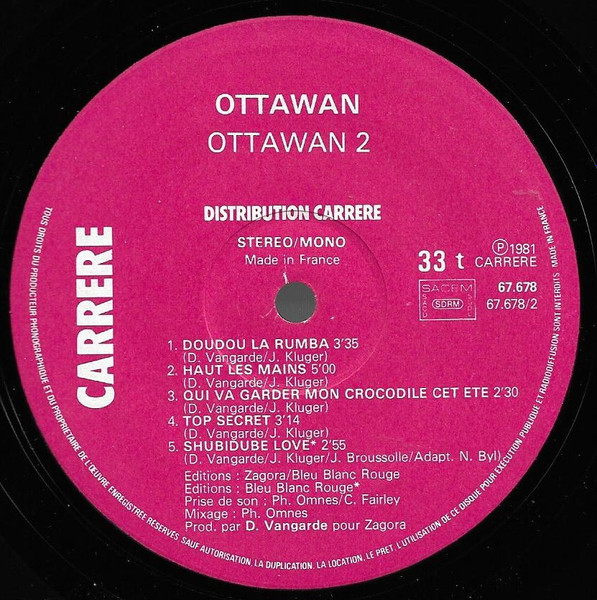 OTTAWAN
OTTAWAN 2
DISTRIBUTION CARRERE
STEREO/MONO
Made in France
33 t
Ⓟ1981
CARRERE
SACEM
SDRM
67.678
67.678/2
CARRERE
1. DOUDOU LA RUMBA 3'35
(D. Vangarde/J. Kluger)
2. HAUT LES MAINS 5'00
(D. Vangarde/J. Kluger)
3. QUI VA GARDER MON CROCODILE CET ETE 2'30
(D. Vangarde/J. Kluger)
4. TOP SECRET 3'14
(D. Vangarde/J. Kluger)
5. SHUBIDUBE LOVE* 2'55
(D. Vangarde/J. Kluger/J. Broussolle/Adapt. N. Byl)
Editions : Zagora/Bleu Blanc Rouge
Editions : Bleu Blanc Rouge*
Prise de son : Ph. Omnes/C. Fairley
Mixage : Ph. Omnes
Prod. par D. Vangarde pour Zagora
TOUS DROITS DU PRODUCTEUR PHONOGRAPHIQUE ET DU PROPRIETAIRE DE L'ŒUVRE ENREGISTREE RESERVES. SAUF AUTORISATION, LA DUPLICATION, LA LOCATION, LE PRET, L'UTILISATION DE CE DISQUE POUR EXECUTION PUBLIQUE ET RADIODIFFUSION SONT INTERDITS MADE IN FRANCE